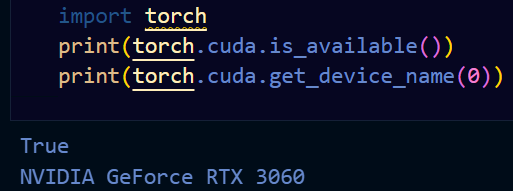 import torch
print(torch.cuda.is_available())
print(torch.cuda.get_device_name(0))
True
NVIDIA GeForce RTX 3060